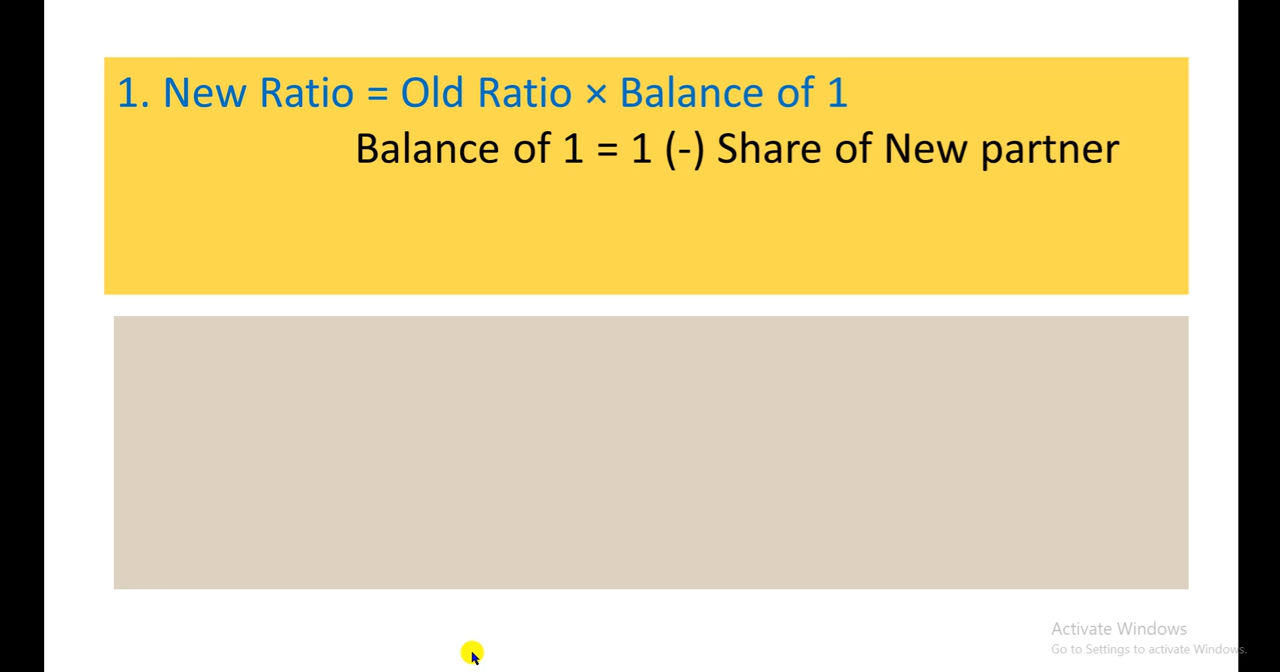 1. New Ratio = Old Ratio × Balance of 1
Balance of 1 = 1 (-) Share of New partner
Activate Windows
Go to Settings to activate Windows.